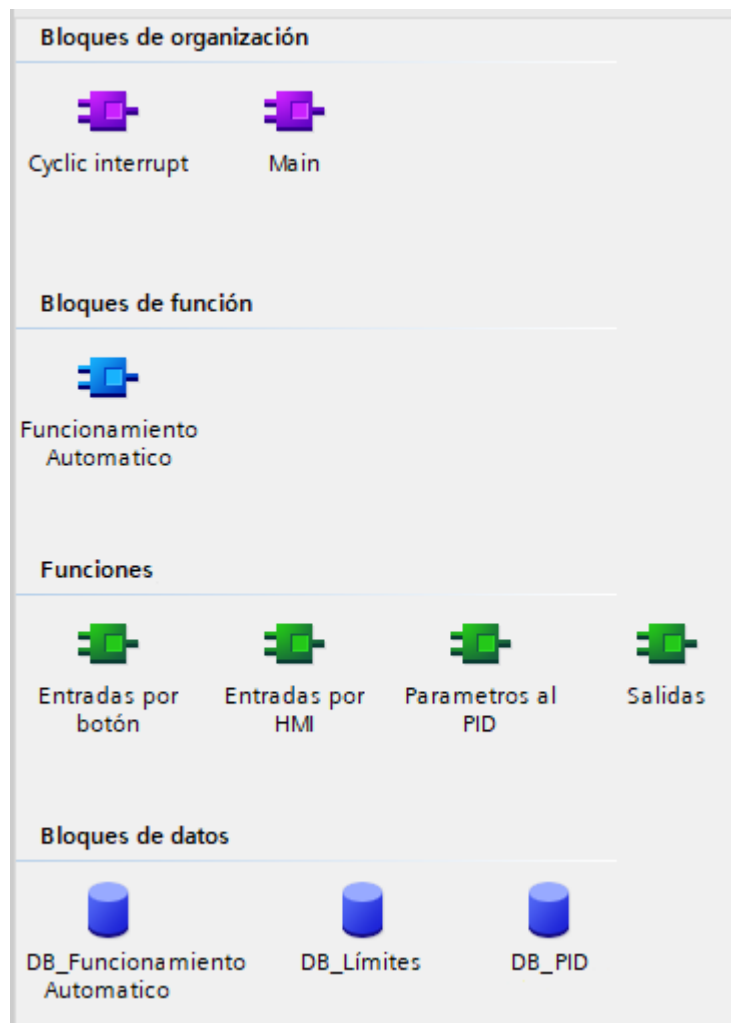 Bloques de organización
Cyclic interrupt
Main
Bloques de función
Funcionamiento
Automatico
Funciones
Entradas por
botón
Entradas por
HMI
Parametros al
PID
Salidas
Bloques de datos
DB_Funcionamiento
Automatico
DB_Límites
DB_PID